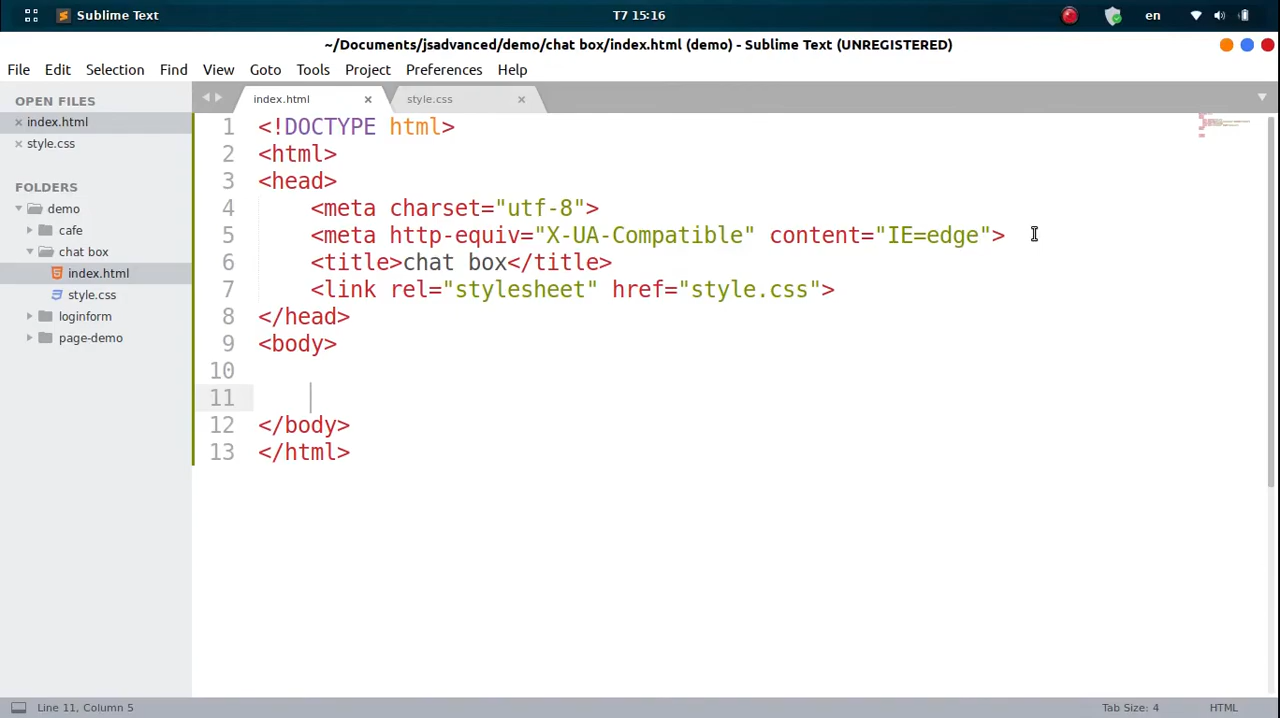 Sublime Text
T7 15:16
en
~/Documents/jsadvanced/demo/chat box/index.html (demo) - Sublime Text (UNREGISTERED)
File Edit Selection Find View Goto Tools Project Preferences Help
OPEN FILES
index.html
style.css
FOLDERS
demo
cafe
chat box
index.html
style.css
loginform
page-demo
index.html
style.css
1 <!DOCTYPE html>
2 <html>
3 <head>
4 <meta charset="utf-8">
5 <meta http-equiv="X-UA-Compatible" content="IE=edge">
6 <title>chat box</title>
7 <link rel="stylesheet" href="style.css">
8 </head>
9 <body>
10
11
12 </body>
13 </html>
Line 11, Column 5
Tab Size: 4
HTML